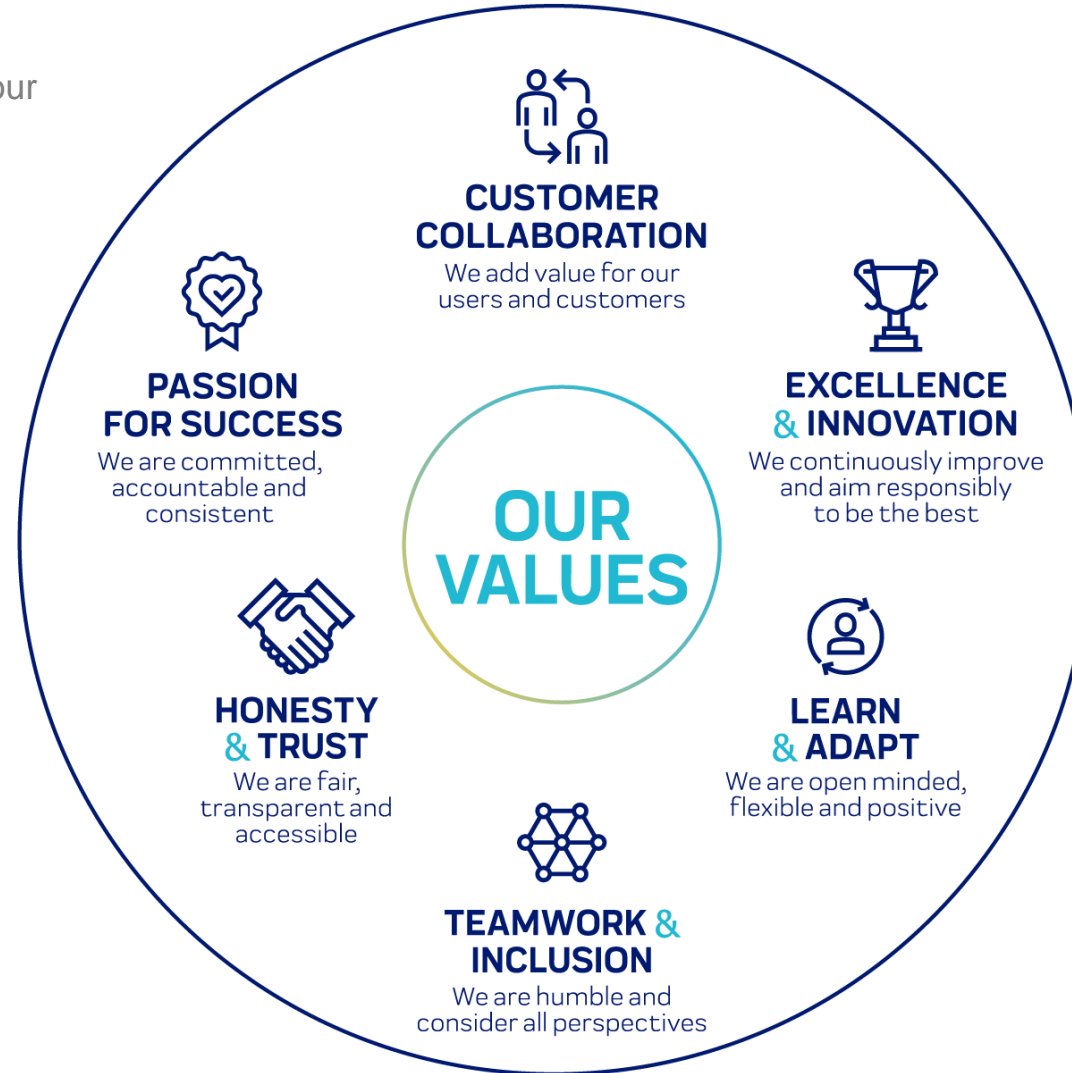 our
CUSTOMER
COLLABORATION
We add value for our
users and customers
PASSION
FOR SUCCESS
We are committed,
accountable and
consistent
EXCELLENCE
& INNOVATION
We continuously improve
and aim responsibly
to be the best
OUR
VALUES
HONESTY
& TRUST
We are fair,
transparent and
accessible
LEARN
& ADAPT
We are open minded,
flexible and positive
TEAMWORK &
INCLUSION
We are humble and
consider all perspectives